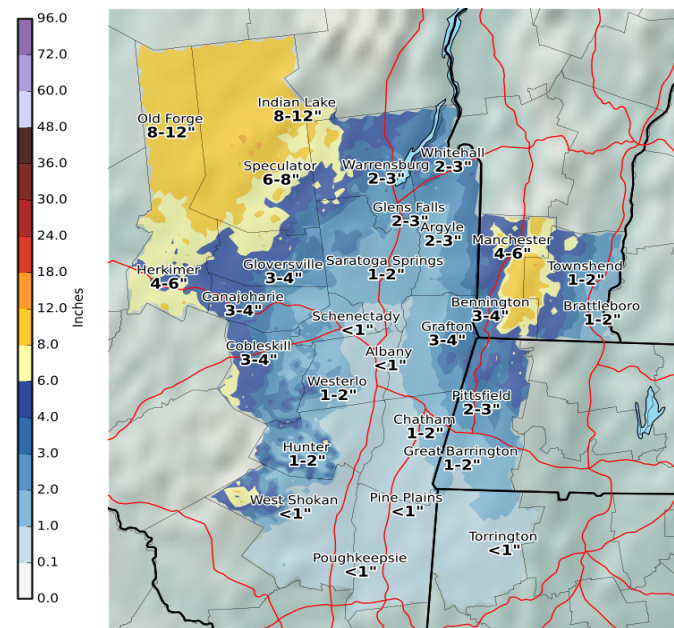 96.0
72.0
60.0
48.0
36.0
30.0
24.0
18.0
12.0
8.0
6.0
4.0
3.0
2.0
1.0
0.1
0.0
Inches
Old Forge
8-12"
Indian Lake
8-12"
Speculator
6-8"
Warrensburg
2-3"
Whitehall
2-3"
Glens Falls
2-3"
Argyle
2-3"
Manchester
4-6"
Townshend
1-2"
Herkimer
4-6"
Gloversville
3-4"
Saratoga Springs
1-2"
Canajoharie
3-4"
Bennington
3-4"
Brattleboro
1-2"
Schenectady
<1"
Grafton
3-4"
Cobleskill
3-4"
Albany
<1"
Westerlo
1-2"
Pittsfield
2-3"
Chatham
1-2"
Hunter
1-2"
Great Barrington
1-2"
West Shokan
<1"
Pine Plains
<1"
Torrington
<1"
Poughkeepsie
<1"